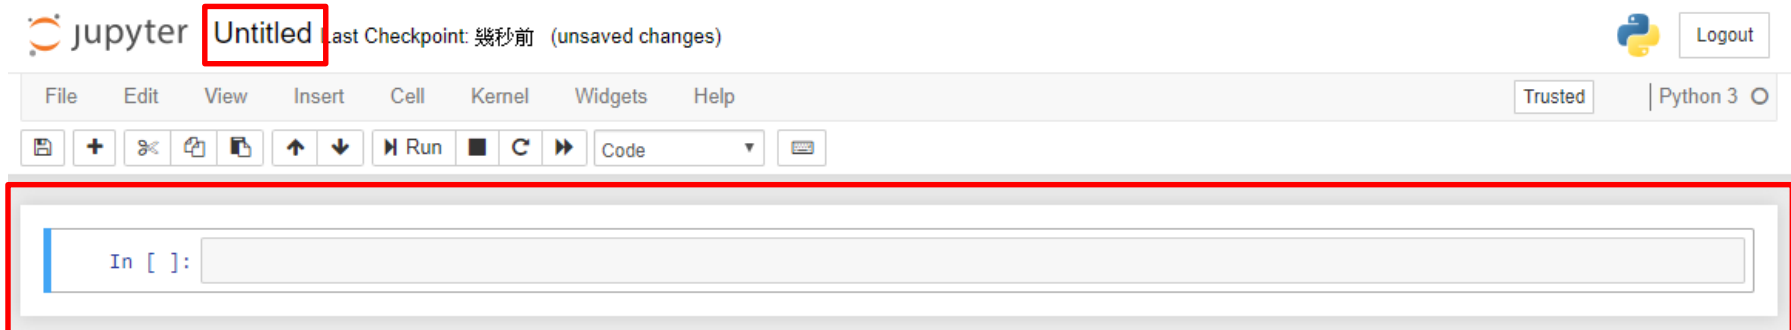 jupyter Untitled Last Checkpoint: 幾秒前 (unsaved changes) Logout
File Edit View Insert Cell Kernel Widgets Help Trusted Python 3
Run Code
In [ ]: